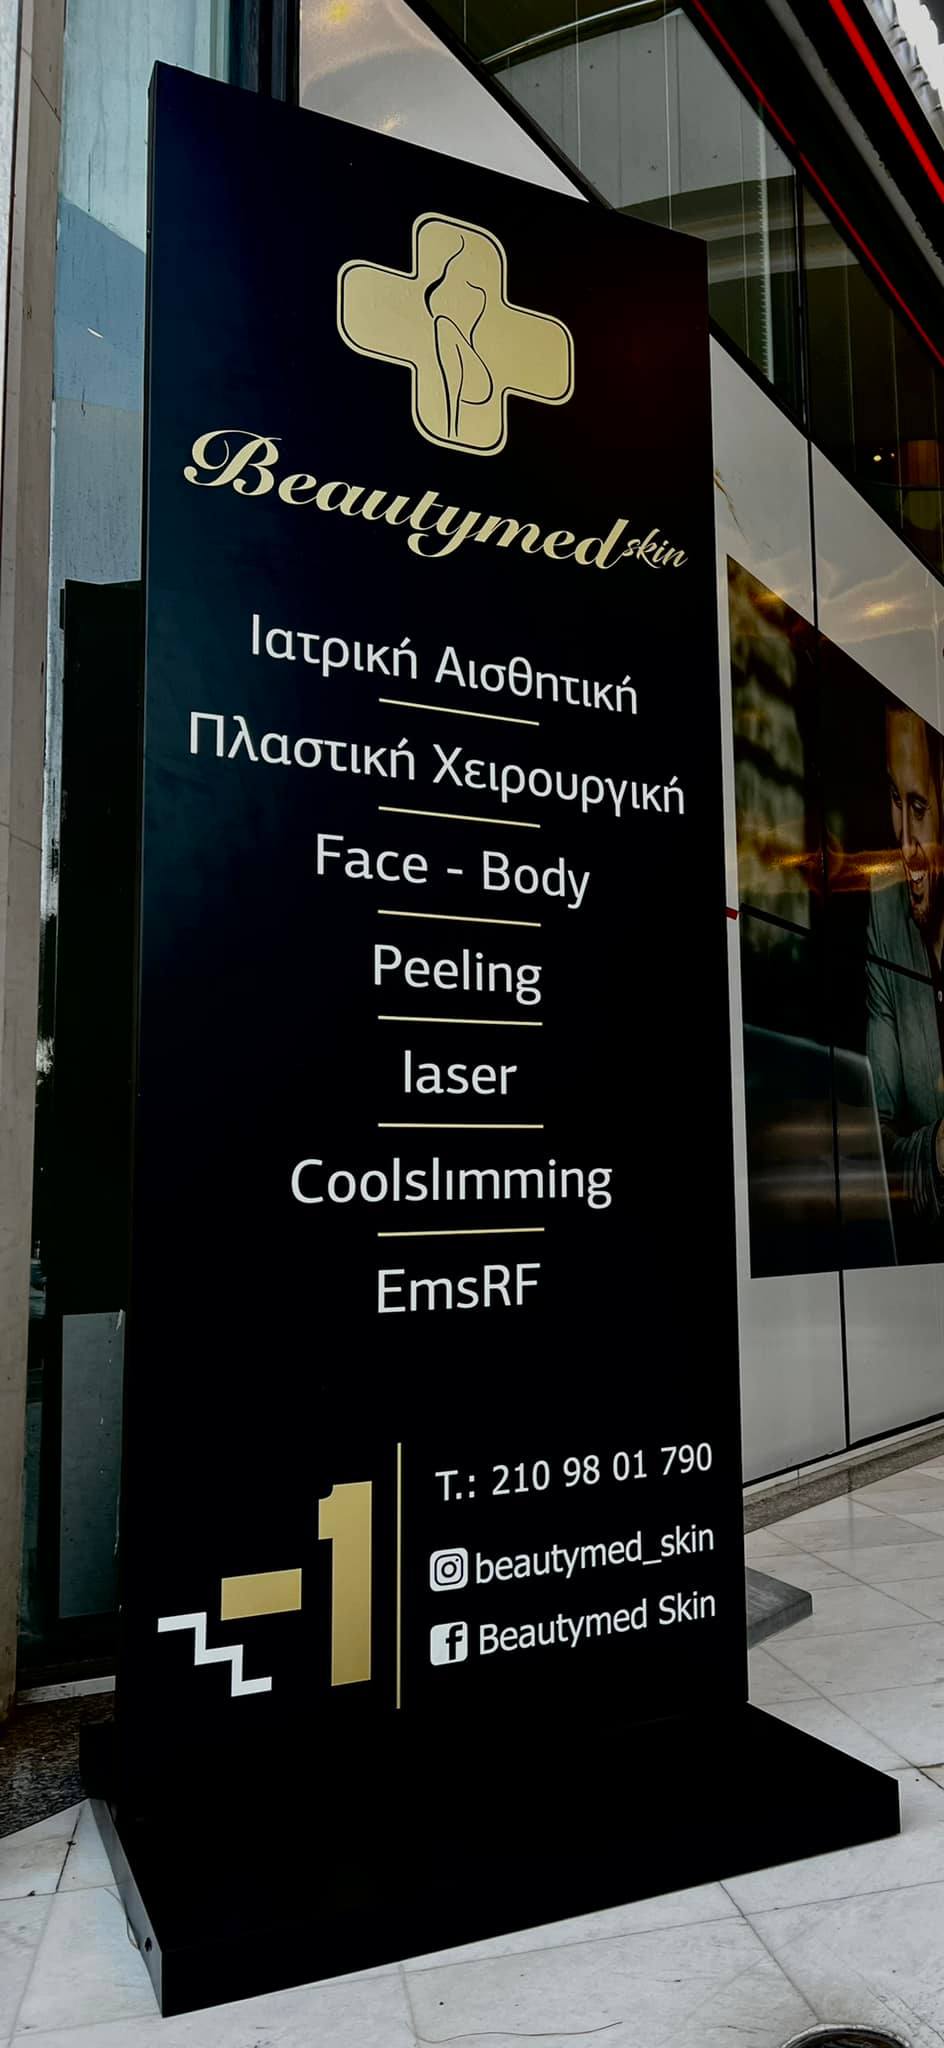 Beautymed skin
Ιατρική Αισθητική
Πλαστική Χειρουργική
Face - Body
Peeling
laser
Coolslımming
EmsRF
-1
T.: 210 98 01 790
beautymed_skin
Beautymed Skin